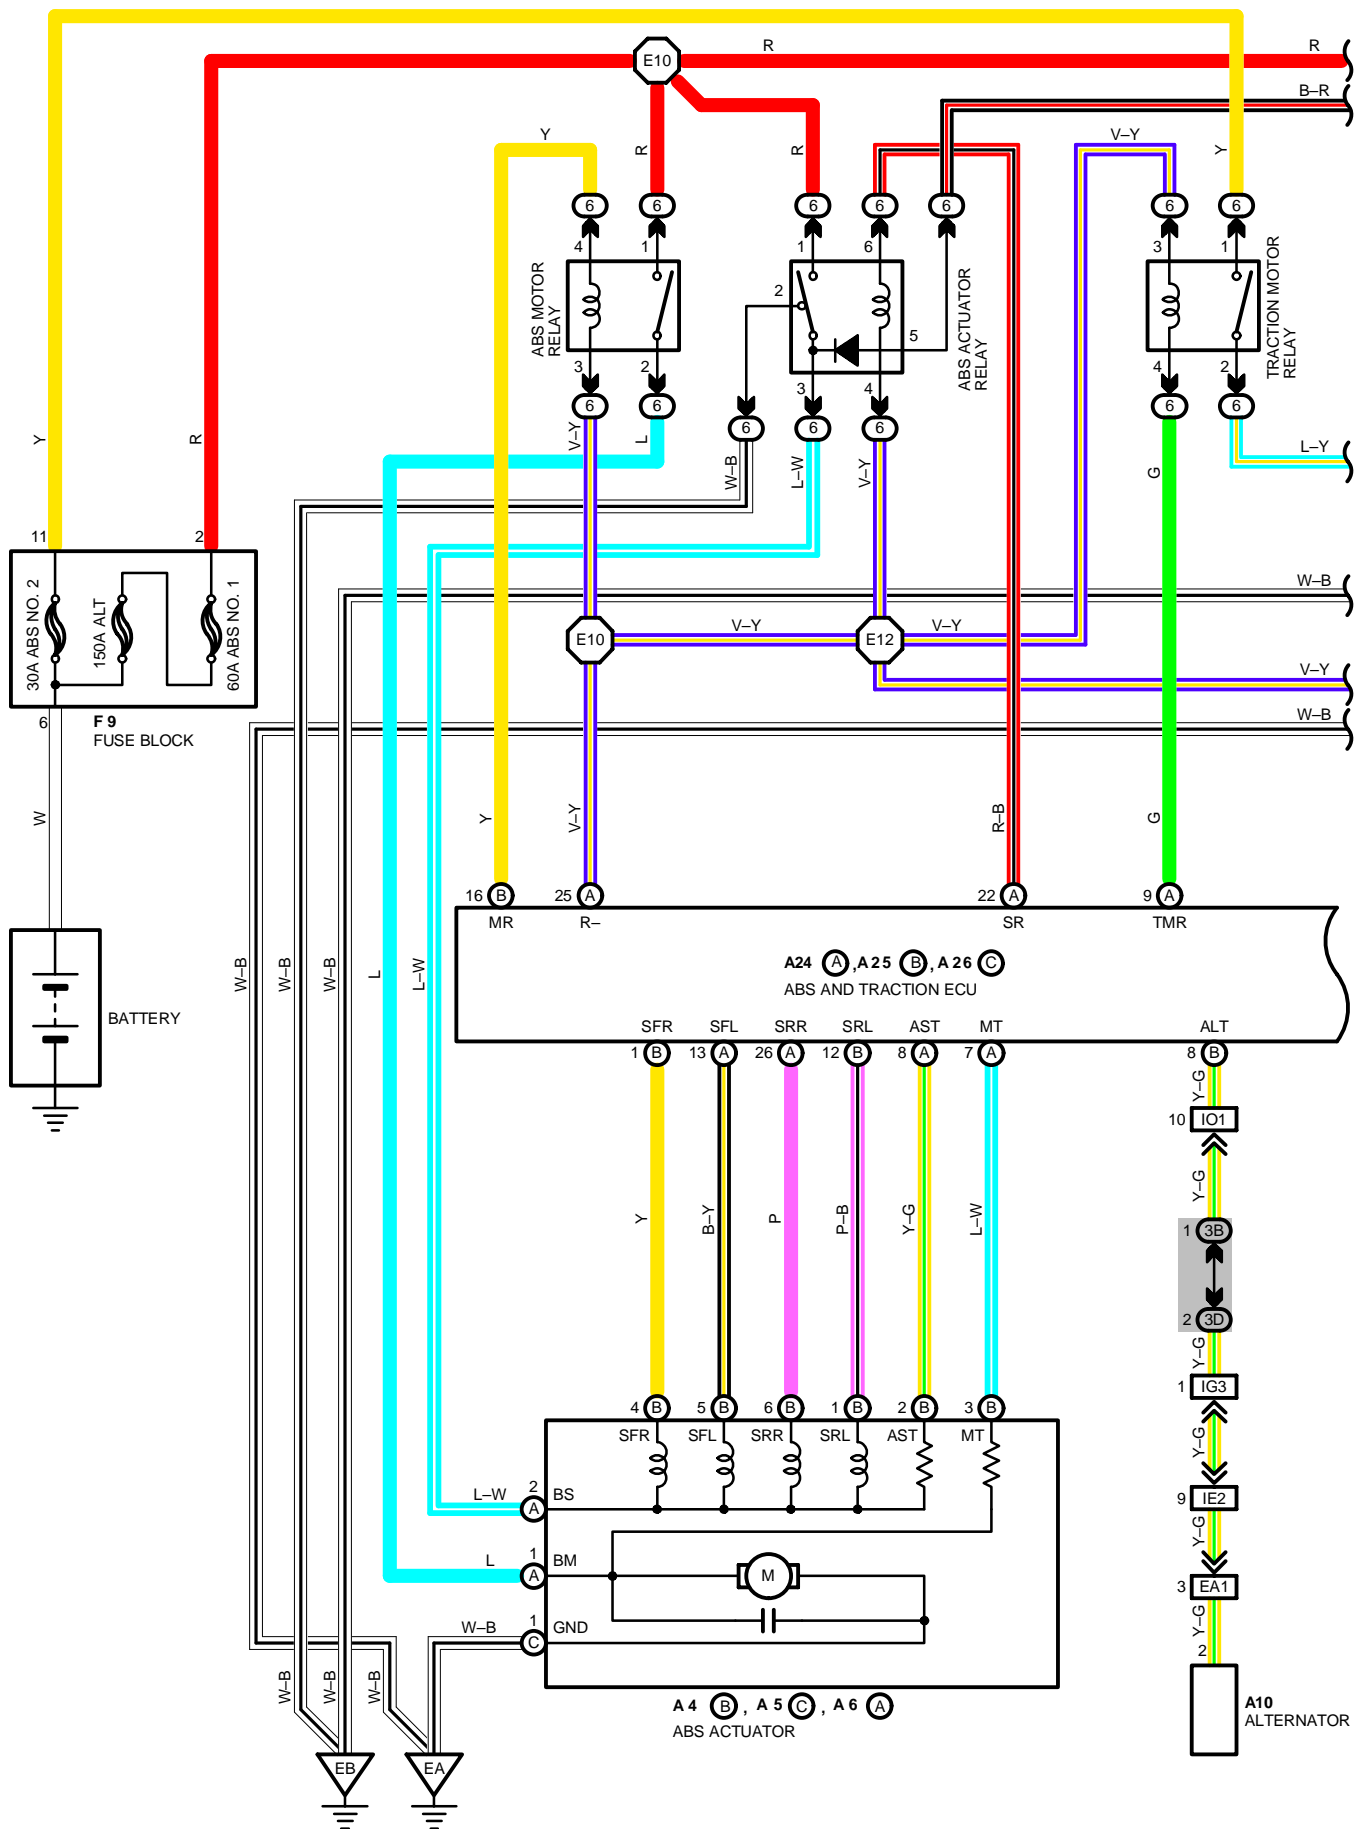 R
R
E10
B–R
Y
V–Y
R
R
Y
6
6
6
6
6
6
6
4
1
1
6
3
1
ABS MOTOR
RELAY
2
5
ABS ACTUATOR
RELAY
TRACTION MOTOR
RELAY
3
2
3
4
4
2
6
6
6
6
6
6
6
Y
R
V–Y
L
W–B
L–W
V–Y
G
L–Y
11
2
30A ABS NO. 2
150A ALT
60A ABS NO. 1
W–B
E10
V–Y
E12
V–Y
V–Y
6
F 9
FUSE BLOCK
W–B
W
Y
V–Y
R–B
G
16
B
25
A
22
A
9
A
MR
R–
SR
TMR
W–B
W–B
W–B
L
L–W
A24 A , A 25 B , A 26 C
ABS AND TRACTION ECU
BATTERY
SFR
SFL
SRR
SRL
AST
MT
ALT
1
B
13
A
26
A
12
B
8
A
7
A
8
B
Y–G
10
IO1
Y–G
Y
B–Y
P
P–B
Y–G
L–W
1
3B
2
3D
Y–G
1
IG3
4
B
5
B
6
B
1
B
2
B
3
B
SFR
SFL
SRR
SRL
AST
MT
Y–G
L–W
2
A
BS
9
IE2
Y–G
L
1
A
BM
M
3
EA1
W–B
1
C
GND
Y–G
2
W–B
W–B
W–B
A 4 B , A 5 C , A 6 A
ABS ACTUATOR
A10
ALTERNATOR
EB
EA